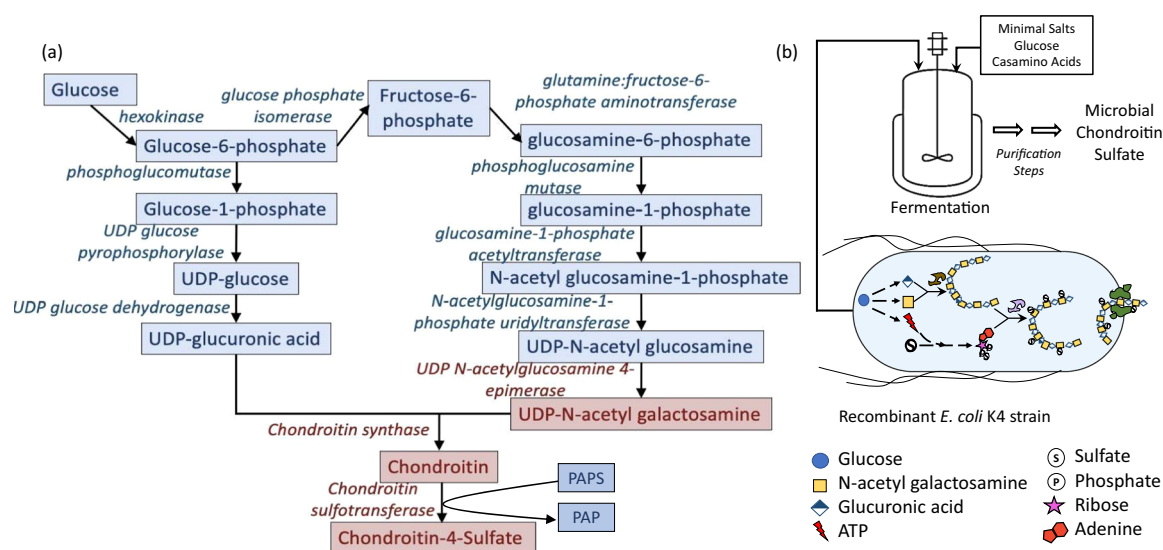 (a)
Glucose
hexokinase
glucose phosphate
isomerase
Fructose-6-
phosphate
glutamine:fructose-6-
phosphate aminotransferase
Glucose-6-phosphate
glucosamine-6-phosphate
phosphoglucomutase
phosphoglucosamine
mutase
Glucose-1-phosphate
glucosamine-1-phosphate
UDP glucose
pyrophosphorylase
glucosamine-1-phosphate
acetyltransferase
UDP-glucose
N-acetyl glucosamine-1-phosphate
UDP glucose dehydrogenase
N-acetylglucosamine-1-
phosphate uridyltransferase
UDP-glucuronic acid
UDP-N-acetyl glucosamine
UDP N-acetylglucosamine 4-
epimerase
UDP-N-acetyl galactosamine
Chondroitin synthase
Chondroitin
PAPS
Chondroitin
sulfotransferase
PAP
Chondroitin-4-Sulfate
(b)
Minimal Salts
Glucose
Casamino Acids
Microbial
Chondroitin
Sulfate
Purification
Steps
Fermentation
S
P
P
P
S
S
S
P
S
S
Recombinant E. coli K4 strain
Glucose
N-acetyl galactosamine
Glucuronic acid
ATP
S Sulfate
P Phosphate
Ribose
Adenine